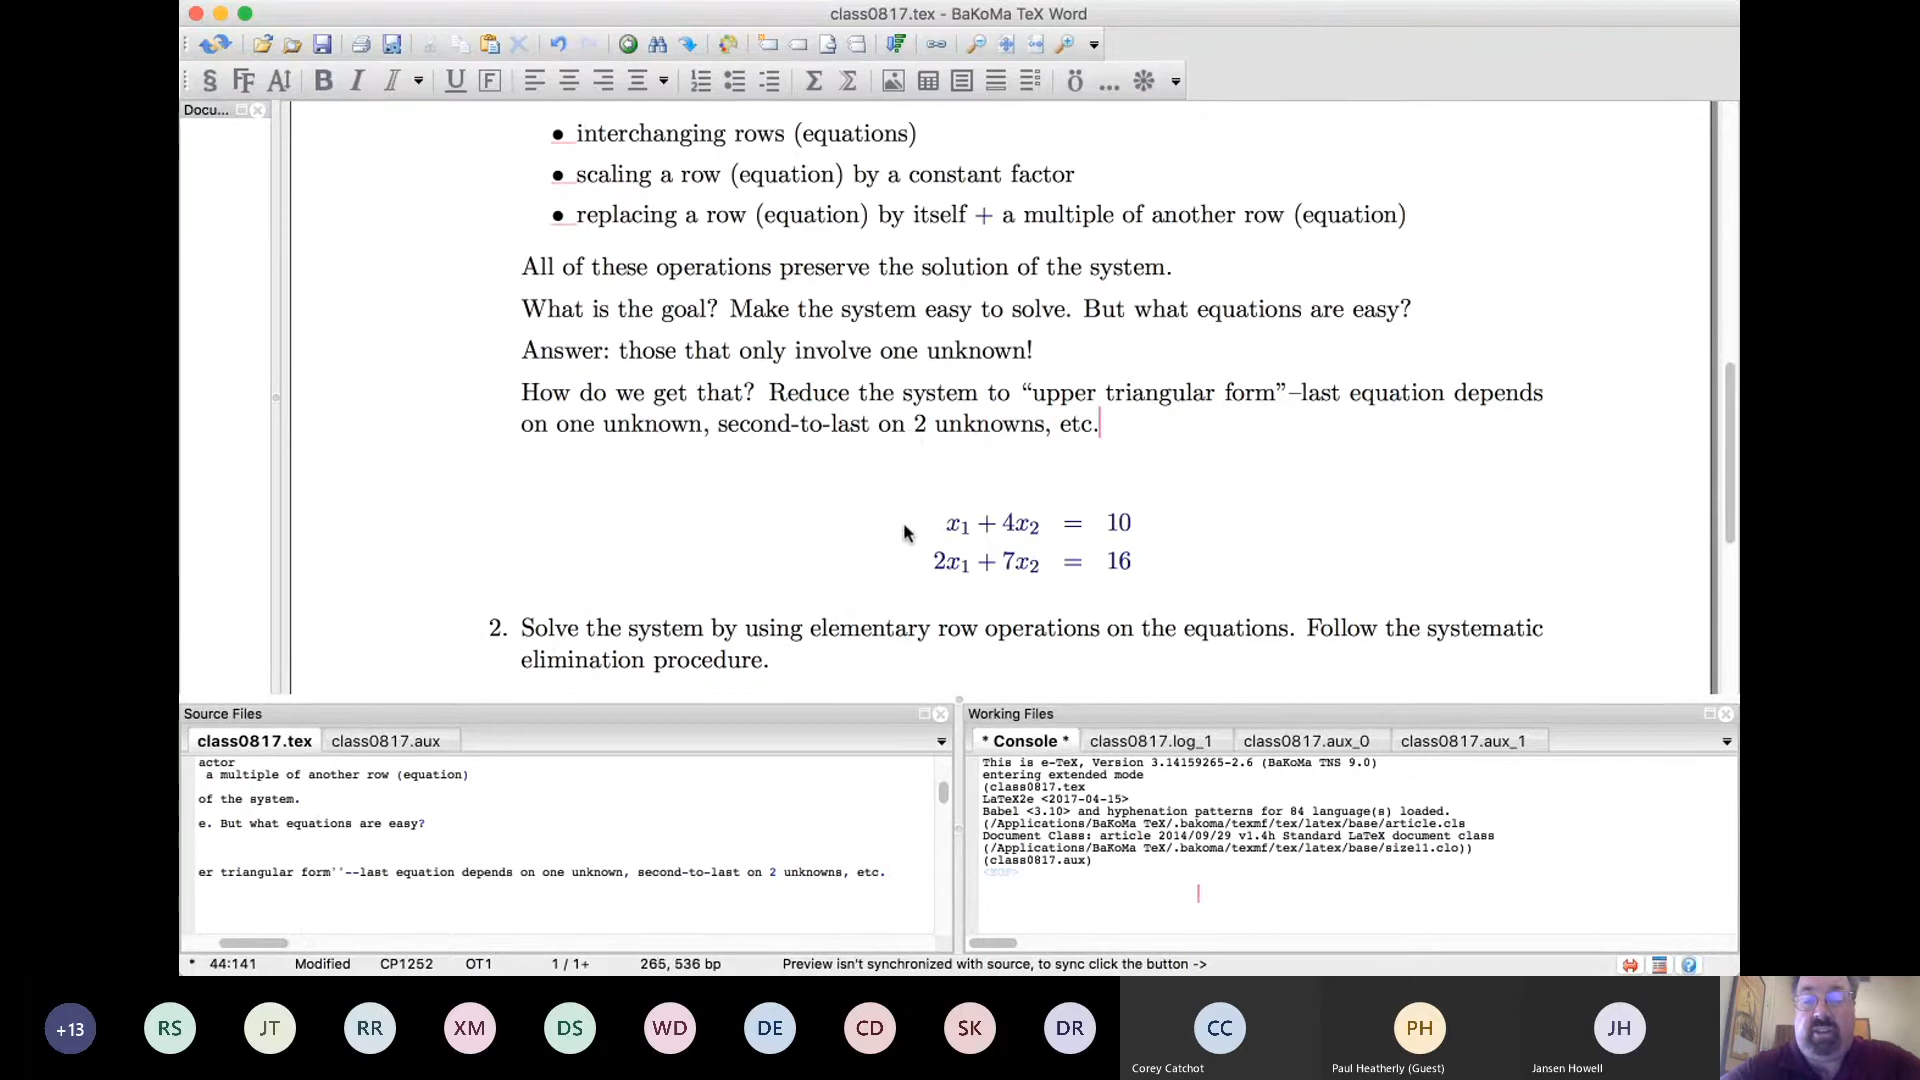 class0817.tex - BaKoMa TeX Word
Docu...
• interchanging rows (equations)
• scaling a row (equation) by a constant factor
• replacing a row (equation) by itself + a multiple of another row (equation)
All of these operations preserve the solution of the system.
What is the goal? Make the system easy to solve. But what equations are easy?
Answer: those that only involve one unknown!
How do we get that? Reduce the system to “upper triangular form”–last equation depends
on one unknown, second-to-last on 2 unknowns, etc.
x₁ + 4x₂ = 10
2x₁ + 7x₂ = 16
2. Solve the system by using elementary row operations on the equations. Follow the systematic
elimination procedure.
Source Files
class0817.tex class0817.aux
actor
a multiple of another row (equation)
of the system.
e. But what equations are easy?
er triangular form''--last equation depends on one unknown, second-to-last on 2 unknowns, etc.
Working Files
* Console * class0817.log_1 class0817.aux_0 class0817.aux_1
This is e-TeX, Version 3.14159265-2.6 (BaKoMa TNS 9.0)
entering extended mode
(class0817.tex
LaTeX2e <2017-04-15>
Babel <3.10> and hyphenation patterns for 84 language(s) loaded.
(/Applications/BaKoMa TeX/.bakoma/texmf/tex/latex/base/article.cls
Document Class: article 2014/09/29 v1.4h Standard LaTeX document class
(/Applications/BaKoMa TeX/.bakoma/texmf/tex/latex/base/size11.clo))
(class0817.aux)
<EOF>
* 44:141 Modified CP1252 OT1 1 / 1+ 265, 536 bp Preview isn't synchronized with source, to sync click the button ->
+13 RS JT RR XM DS WD DE CD SK DR CC PH JH
Corey Catchot Paul Heatherly (Guest) Jansen Howell